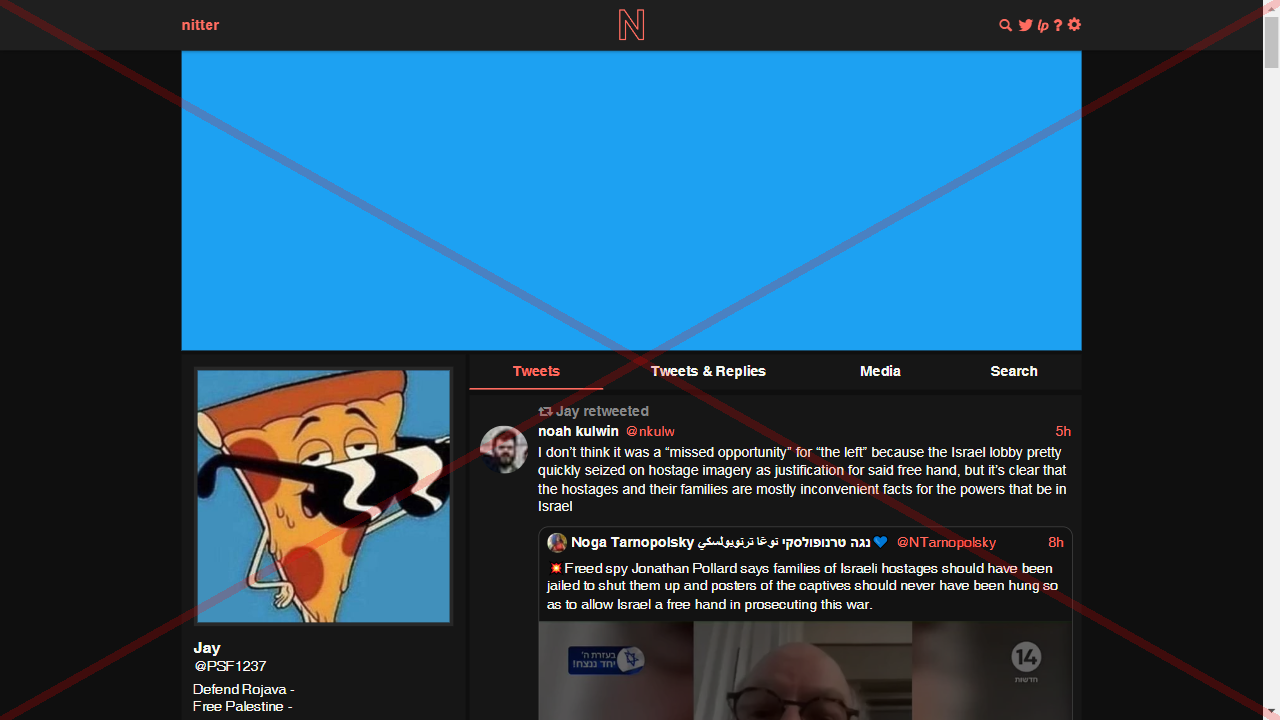 nitter
N
lp ?
Tweets
Tweets & Replies
Media
Search
Jay retweeted
noah kulwin @nkulw 5h
I don’t think it was a “missed opportunity” for “the left” because the Israel lobby pretty
quickly seized on hostage imagery as justification for said free hand, but it’s clear that
the hostages and their families are mostly inconvenient facts for the powers that be in
Israel
Noga Tarnopolsky نوغا ترنوبولسكي נגה טרנופולסקי💙 @NTarnopolsky 8h
💥Freed spy Jonathan Pollard says families of Israeli hostages should have been
jailed to shut them up and posters of the captives should never have been hung so
as to allow Israel a free hand in prosecuting this war.
בעזרת ה'
יחד ננצח!
14
חדשות
Jay
@PSF1237
Defend Rojava -
Free Palestine -